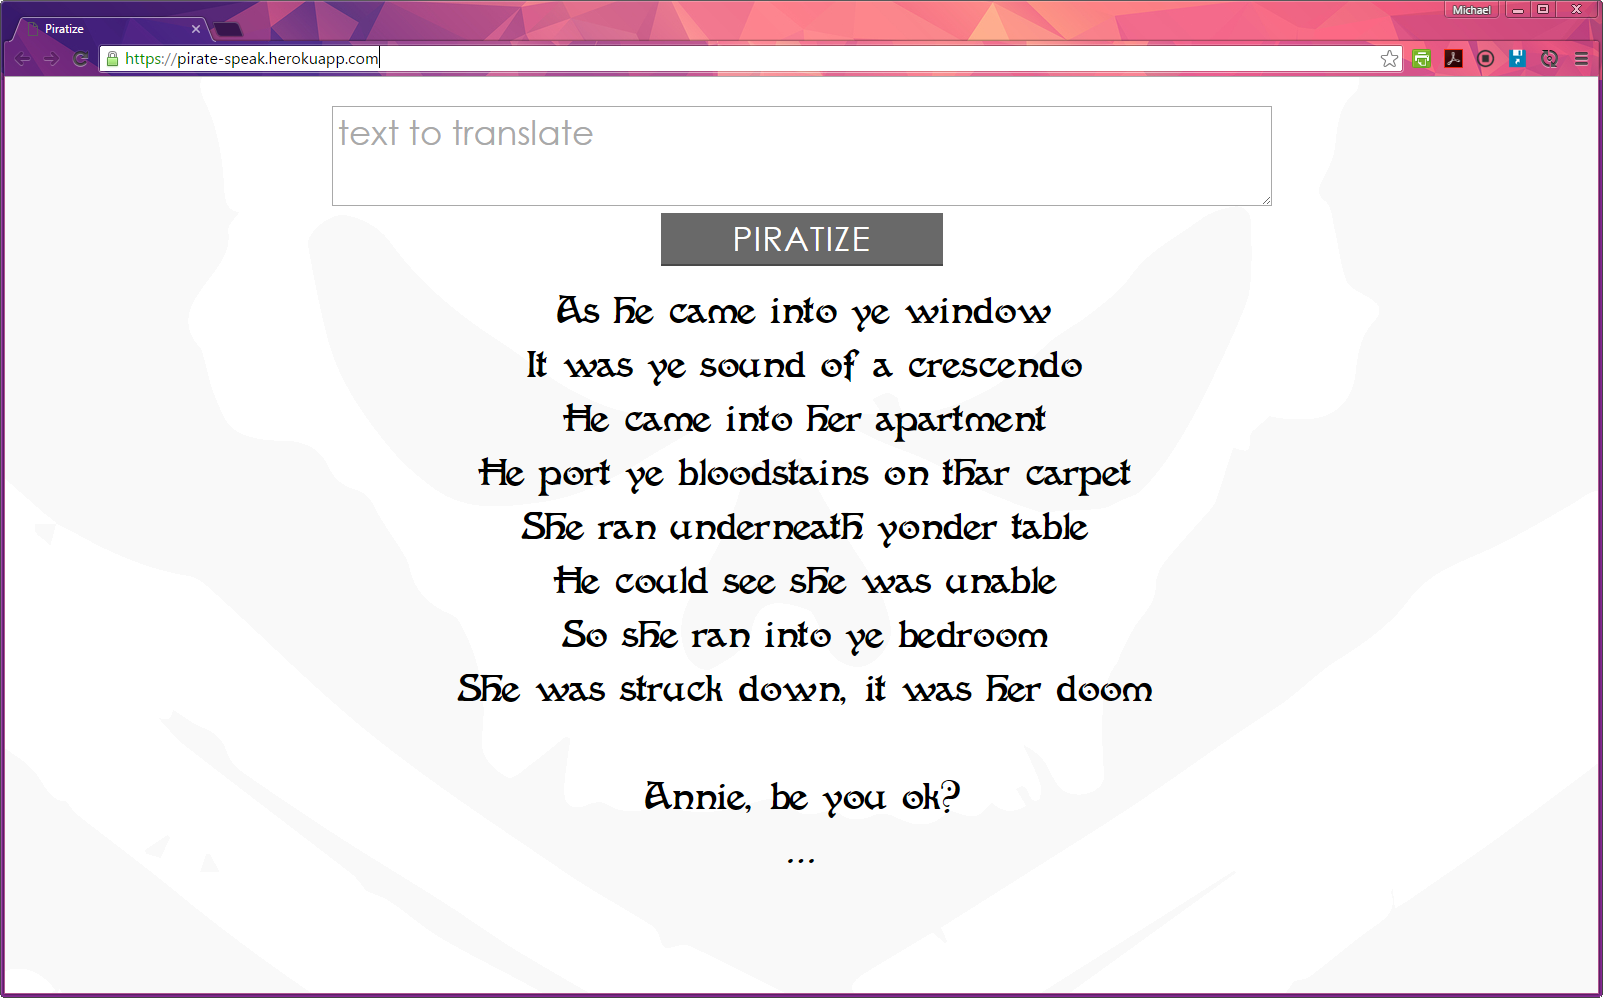 Piratize
Michael
https://pirate-speak.herokuapp.com
text to translate
PIRATIZE
As he came into ye window
It was ye sound of a crescendo
He came into her apartment
He port ye bloodstains on thar carpet
She ran underneath yonder table
He could see she was unable
So she ran into ye bedroom
She was struck down, it was her doom
Annie, be you ok?
...